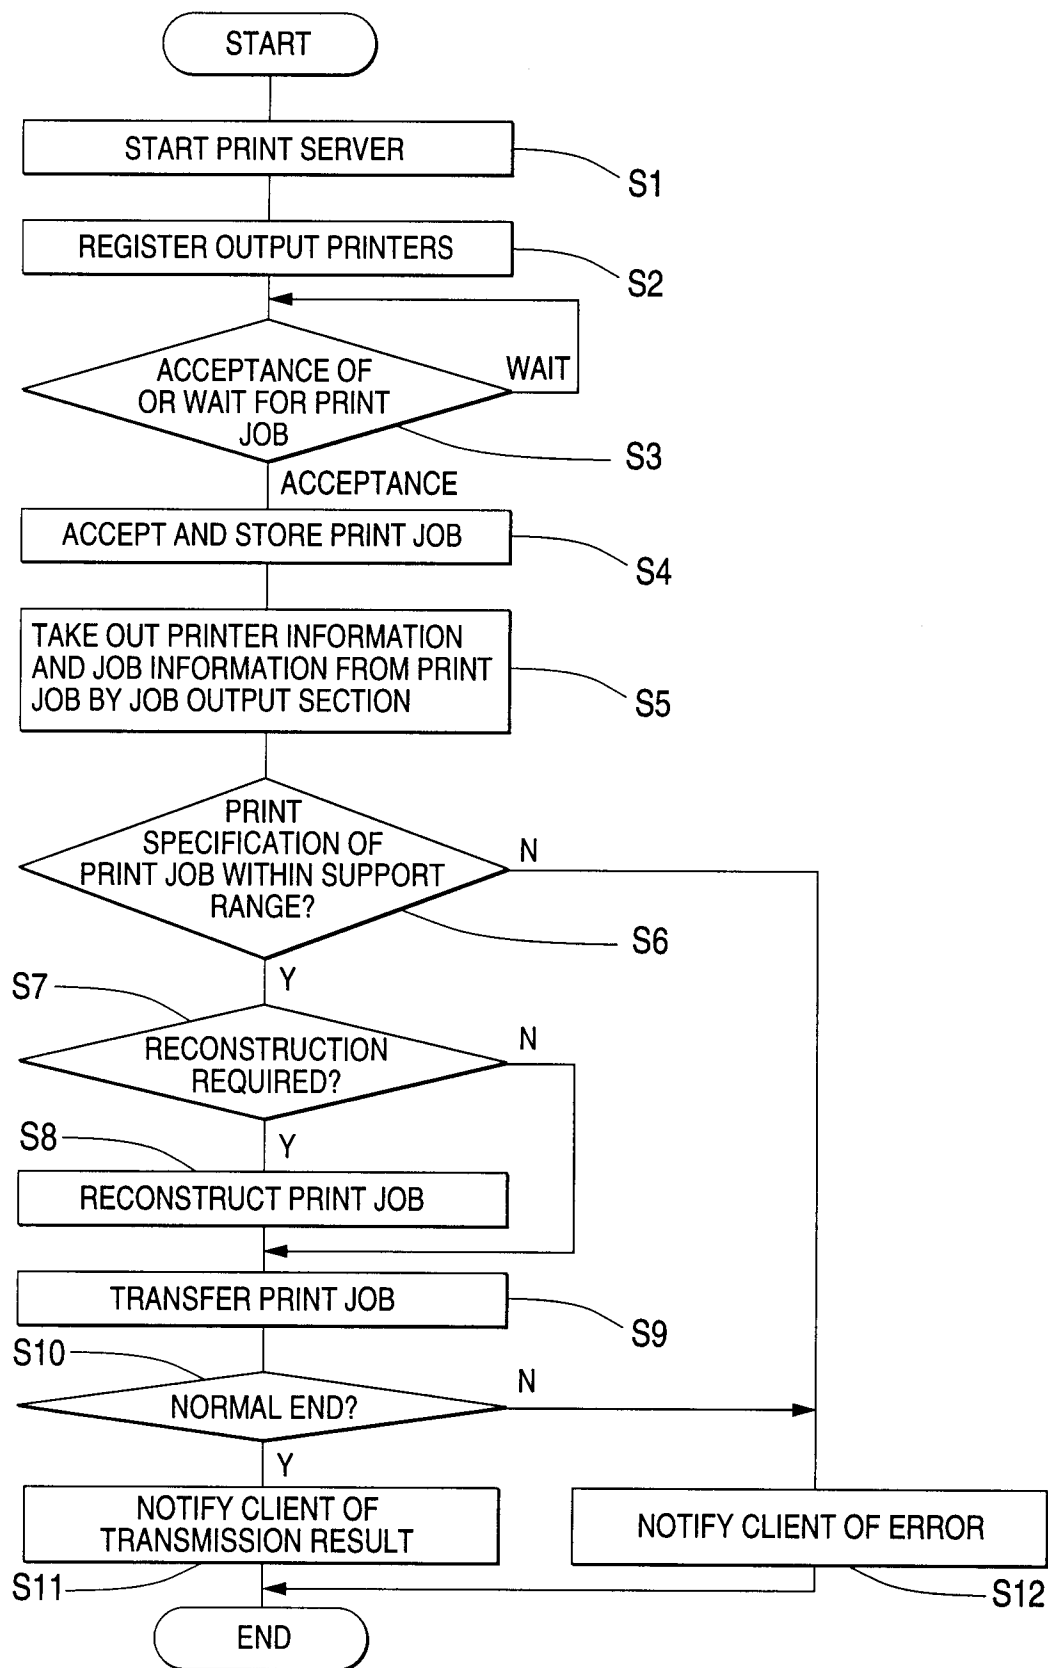 START
START PRINT SERVER
S1
REGISTER OUTPUT PRINTERS
S2
ACCEPTANCE OF
OR WAIT FOR PRINT
JOB
WAIT
S3
ACCEPTANCE
ACCEPT AND STORE PRINT JOB
S4
TAKE OUT PRINTER INFORMATION
AND JOB INFORMATION FROM PRINT
JOB BY JOB OUTPUT SECTION
S5
PRINT
SPECIFICATION OF
PRINT JOB WITHIN SUPPORT
RANGE?
N
S6
Y
S7
RECONSTRUCTION
REQUIRED?
N
Y
S8
RECONSTRUCT PRINT JOB
TRANSFER PRINT JOB
S9
S10
NORMAL END?
N
Y
NOTIFY CLIENT OF
TRANSMISSION RESULT
S11
NOTIFY CLIENT OF ERROR
S12
END